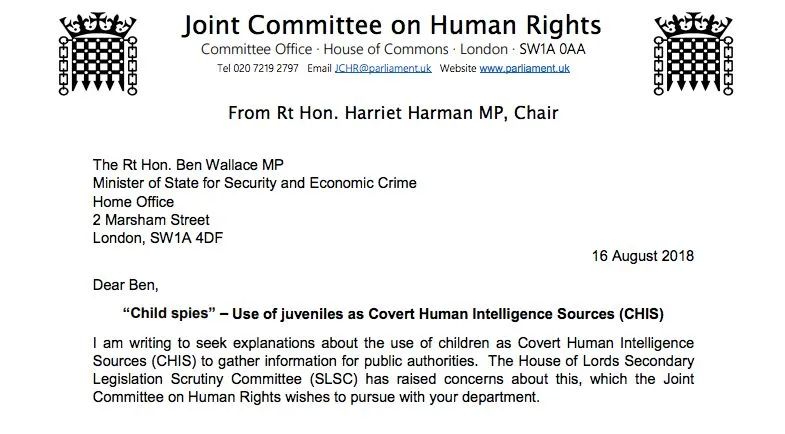 Joint Committee on Human Rights
Committee Office · House of Commons · London · SW1A 0AA
Tel 020 7219 2797 Email JCHR@parliament.uk Website www.parliament.uk
From Rt Hon. Harriet Harman MP, Chair
The Rt Hon. Ben Wallace MP
Minister of State for Security and Economic Crime
Home Office
2 Marsham Street
London, SW1A 4DF
16 August 2018
Dear Ben,
“Child spies” – Use of juveniles as Covert Human Intelligence Sources (CHIS)
I am writing to seek explanations about the use of children as Covert Human Intelligence
Sources (CHIS) to gather information for public authorities. The House of Lords Secondary
Legislation Scrutiny Committee (SLSC) has raised concerns about this, which the Joint
Committee on Human Rights wishes to pursue with your department.